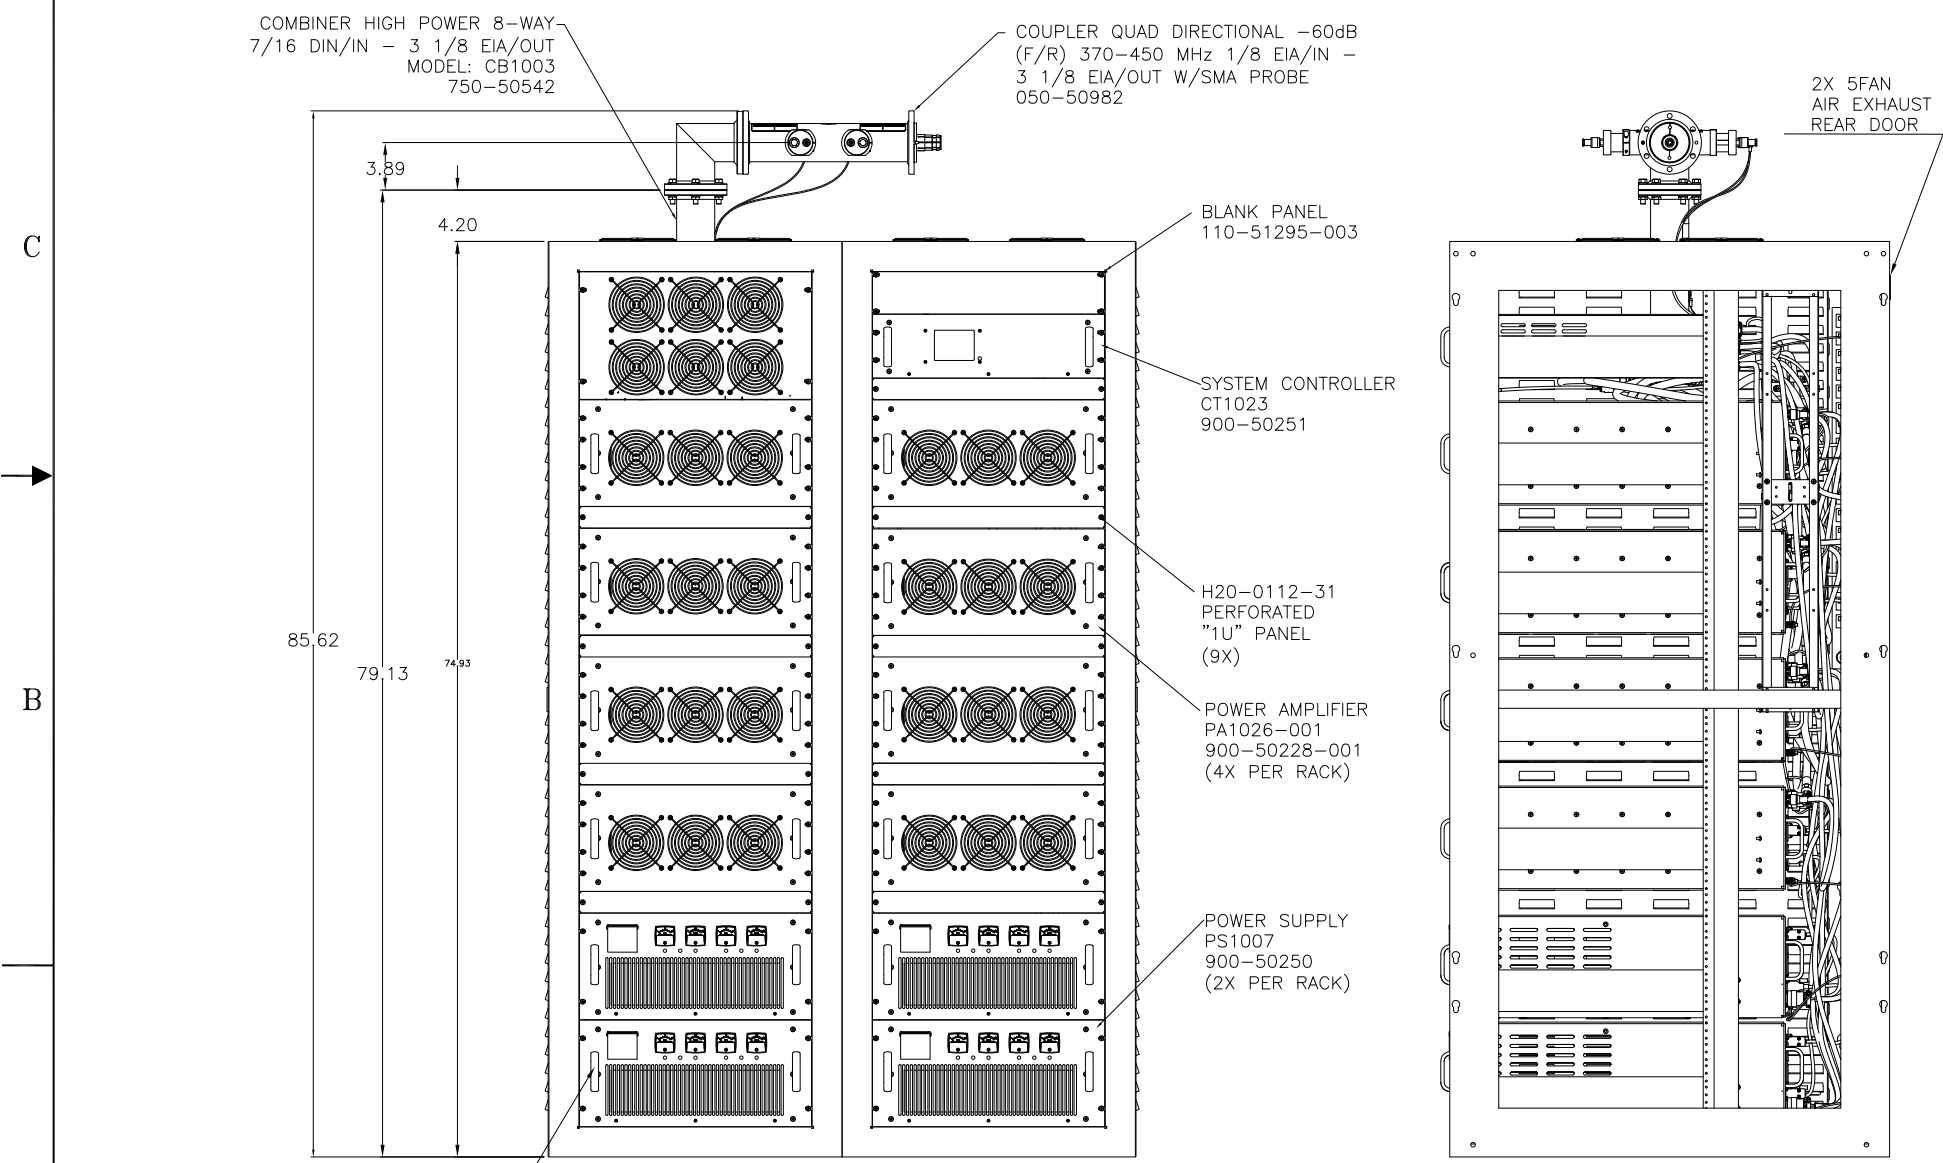 COMBINER HIGH POWER 8-WAY
7/16 DIN/IN - 3 1/8 EIA/OUT
MODEL: CB1003
750-50542
COUPLER QUAD DIRECTIONAL -60dB
(F/R) 370-450 MHz 1/8 EIA/IN -
3 1/8 EIA/OUT W/SMA PROBE
050-50982
2X 5FAN
AIR EXHAUST
REAR DOOR
3.89
4.20
C
BLANK PANEL
110-51295-003
SYSTEM CONTROLLER
CT1023
900-50251
H20-0112-31
PERFORATED
"1U" PANEL
(9X)
85.62
79.13
74.93
B
POWER AMPLIFIER
PA1026-001
900-50228-001
(4X PER RACK)
POWER SUPPLY
PS1007
900-50250
(2X PER RACK)